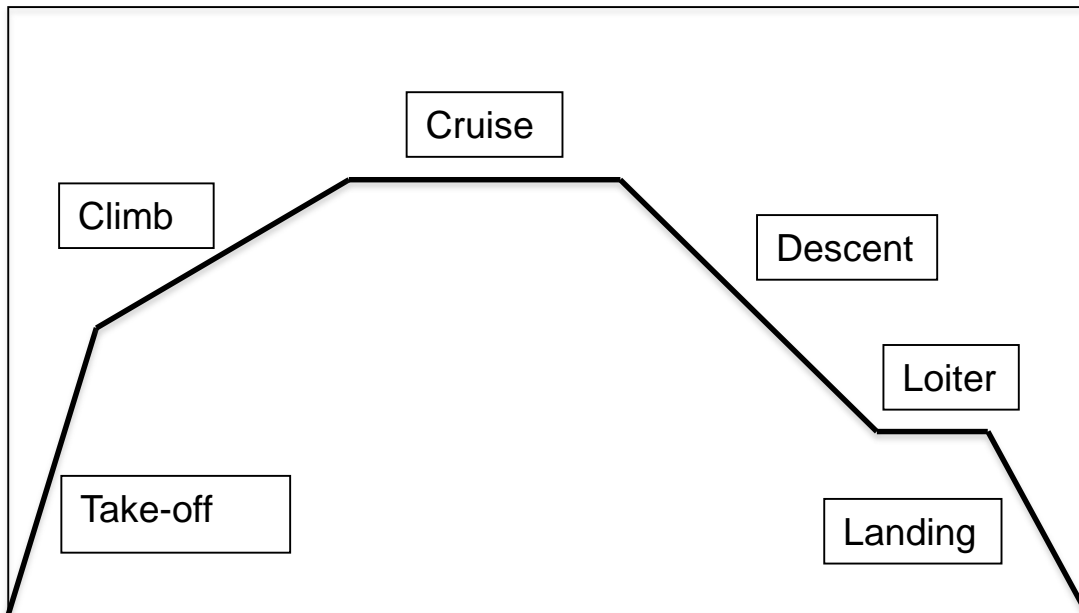 Cruise
Climb
Descent
Loiter
Take-off
Landing